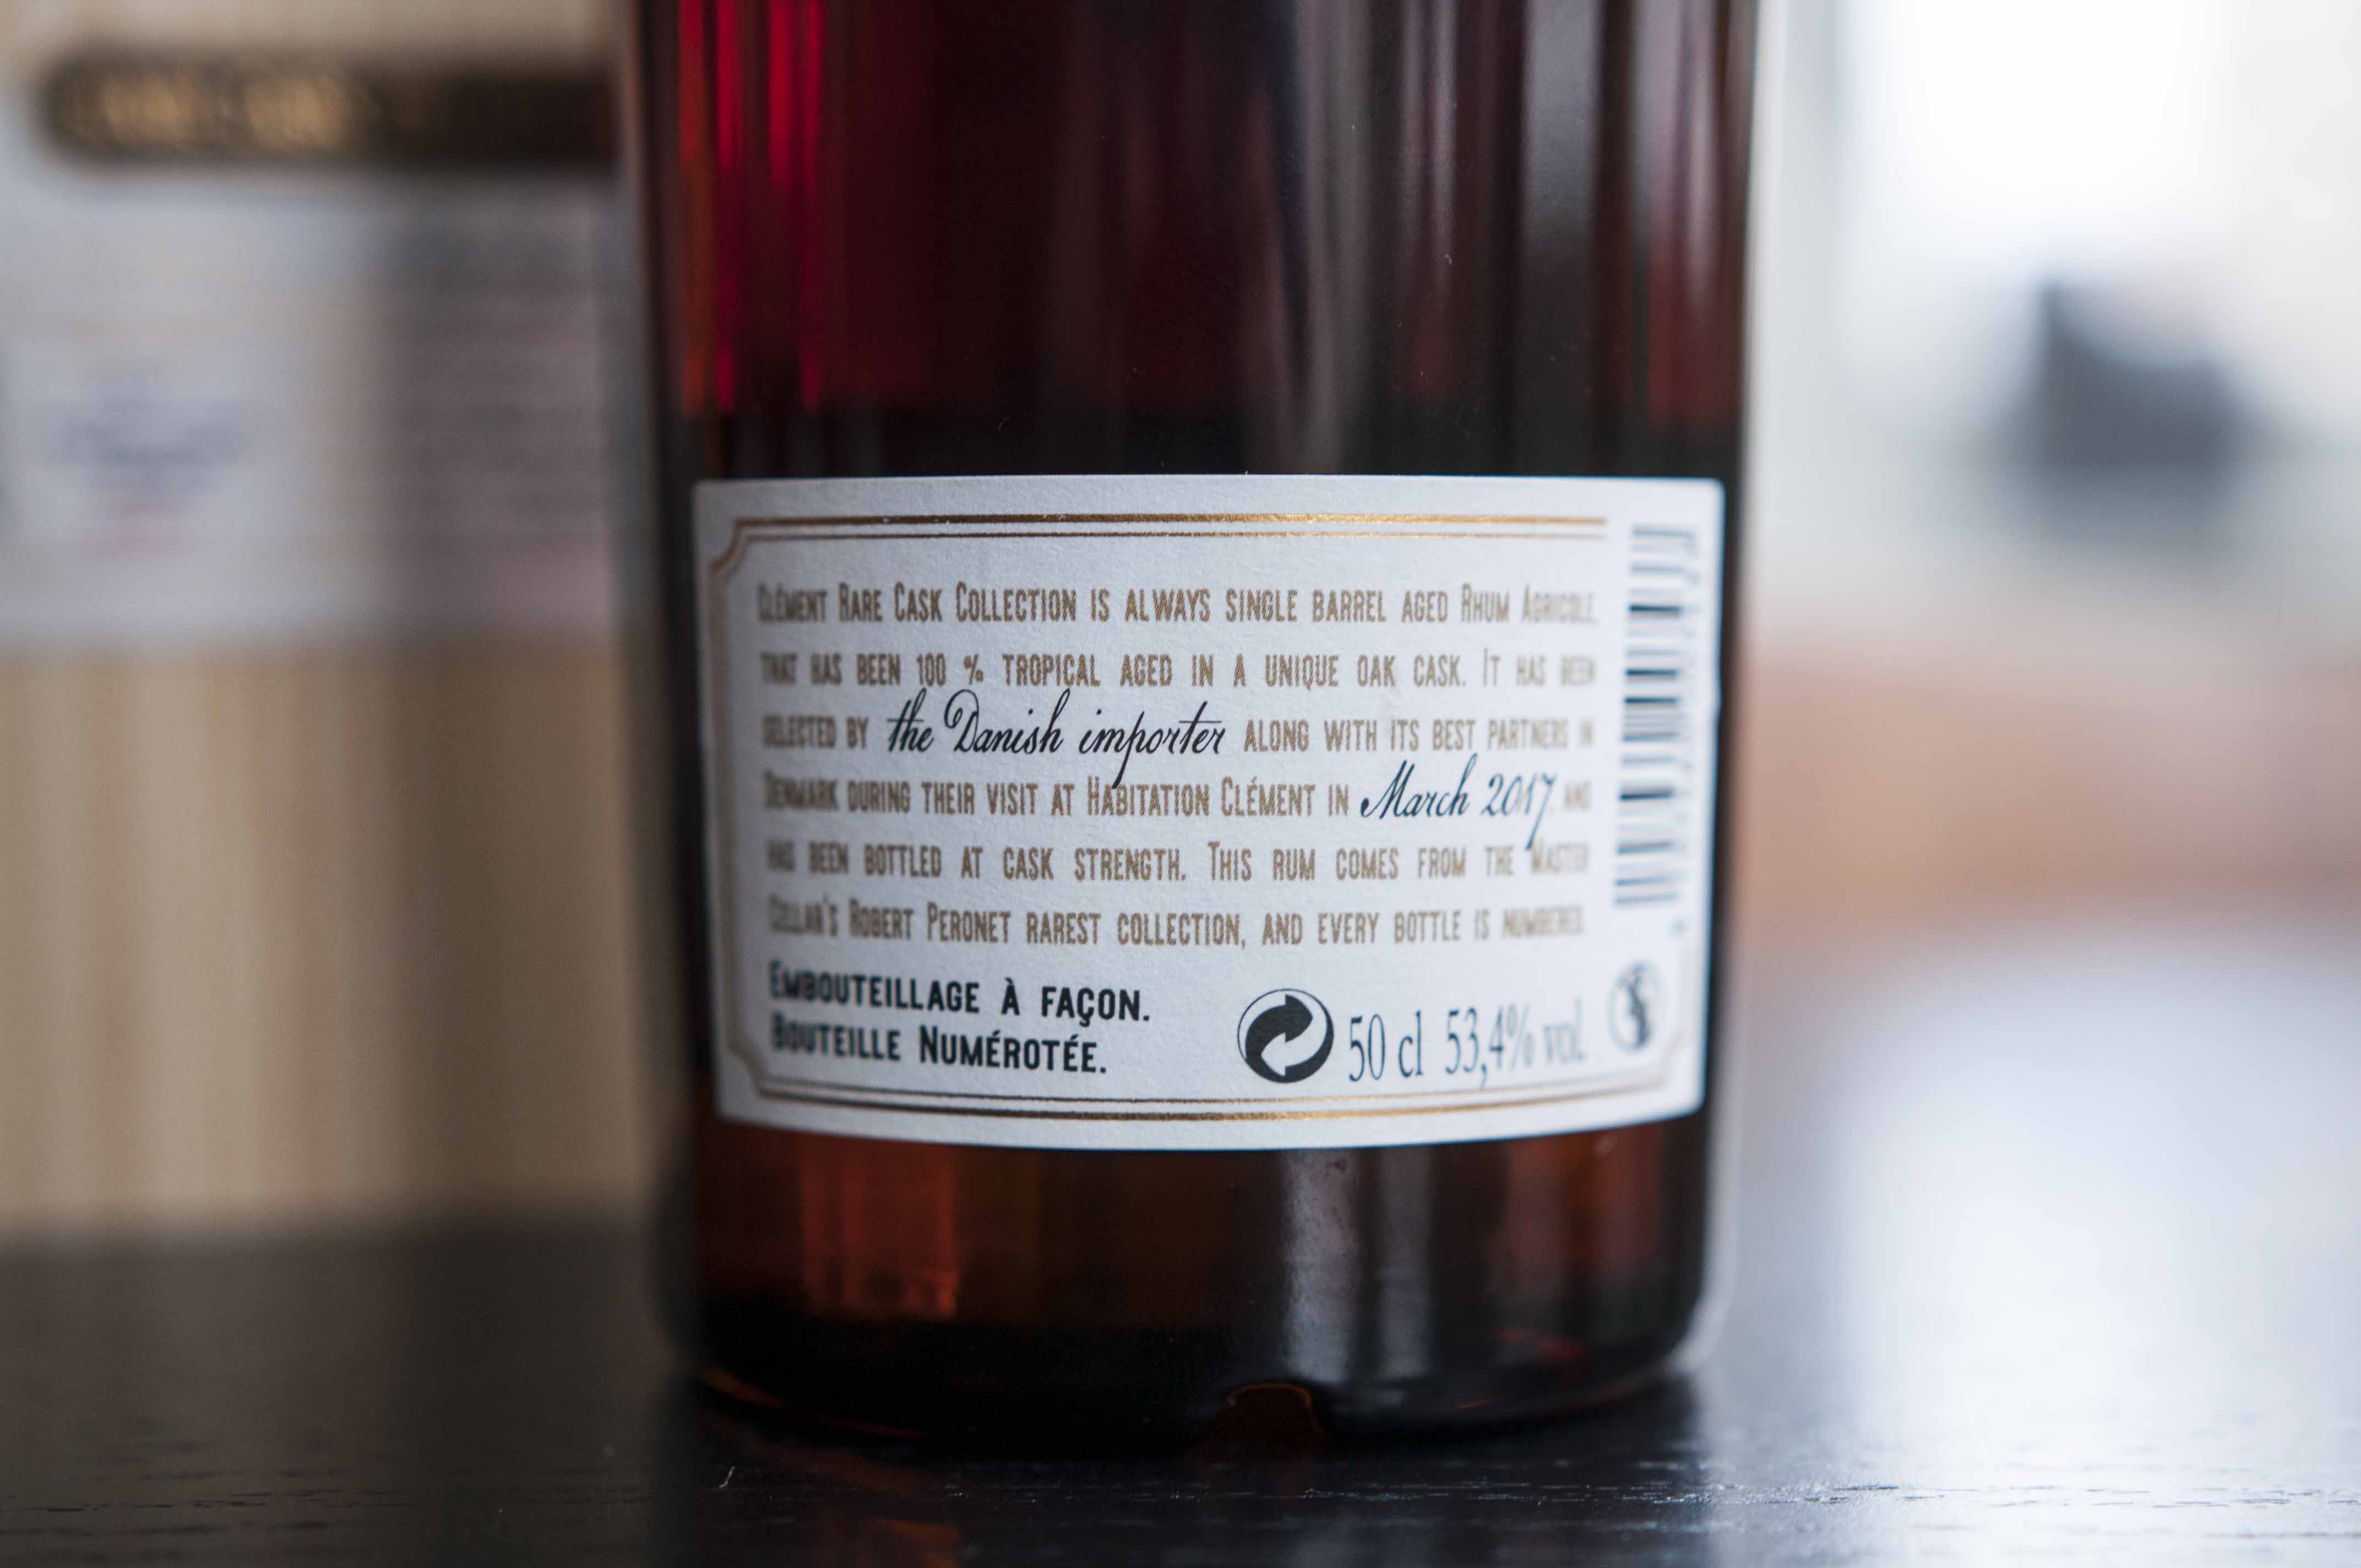 Clément Rare Cask Collection is always single barrel aged Rhum Agricole,
that has been 100 % tropical aged in a unique oak cask. It has been
selected by the Danish importer along with its best partners in
Denmark during their visit at Habitation Clément in March 2017 and
has been bottled at cask strength. This rum comes from the Master
Cellar's Robert Peronet rarest collection, and every bottle is numbered.
Embouteillage à façon.
Bouteille Numérotée.
50 cl 53,4% vol.